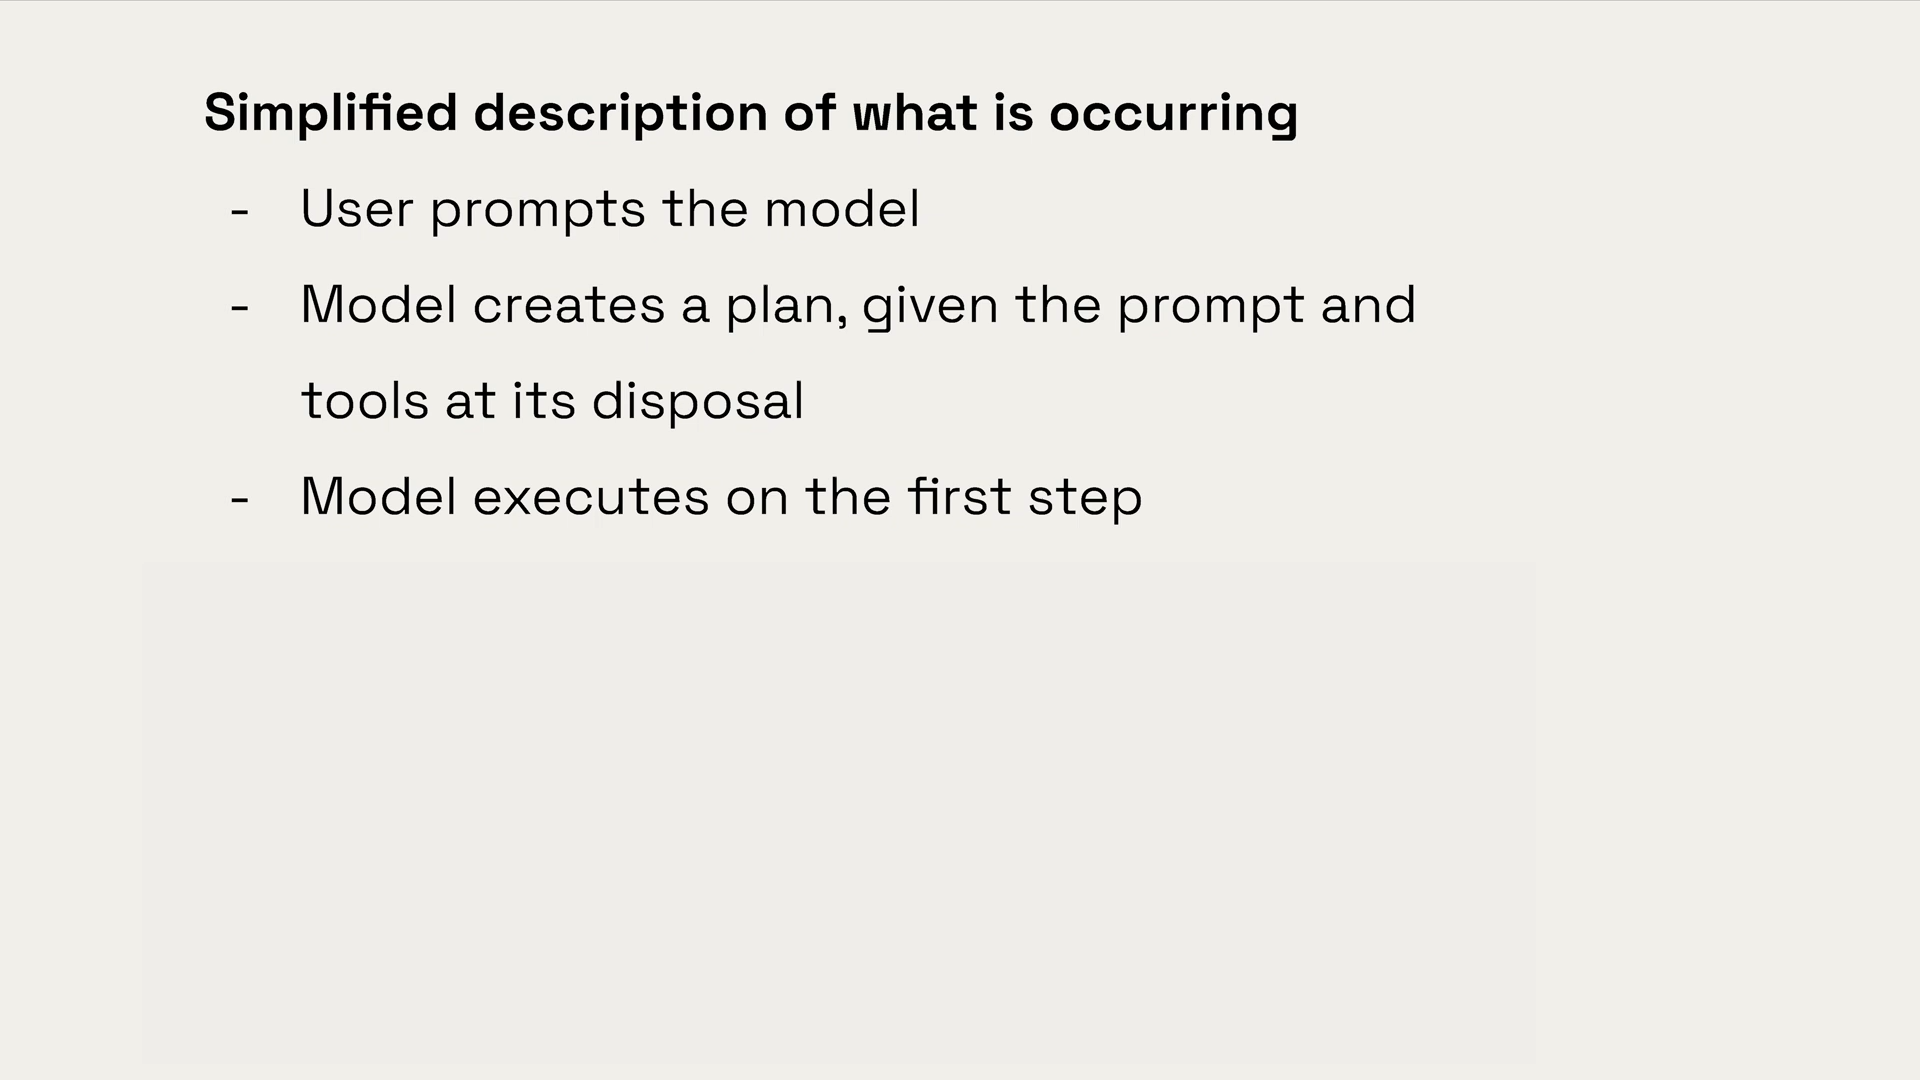 Simplified description of what is occurring
- User prompts the model
- Model creates a plan, given the prompt and
tools at its disposal
- Model executes on the first step